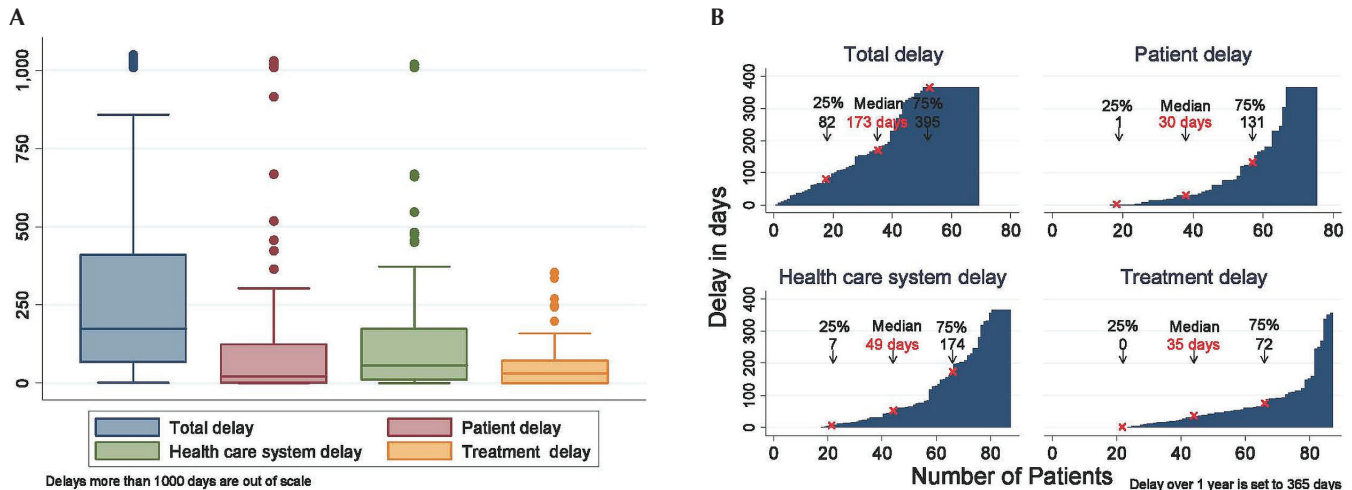 A
1,000
750
500
250
0
Total delay
Patient delay
Health care system delay
Treatment delay
Delays more than 1000 days are out of scale
B
Delay in days
Total delay
400
300
200
100
0
25%
Median
75%
82
173 days
395
0
20
40
60
80
Patient delay
25%
Median
75%
1
30 days
131
0
20
40
60
80
Health care system delay
400
300
200
100
0
25%
Median
75%
7
49 days
174
0
20
40
60
80
Treatment delay
25%
Median
75%
0
35 days
72
0
20
40
60
80
Number of Patients
Delay over 1 year is set to 365 days